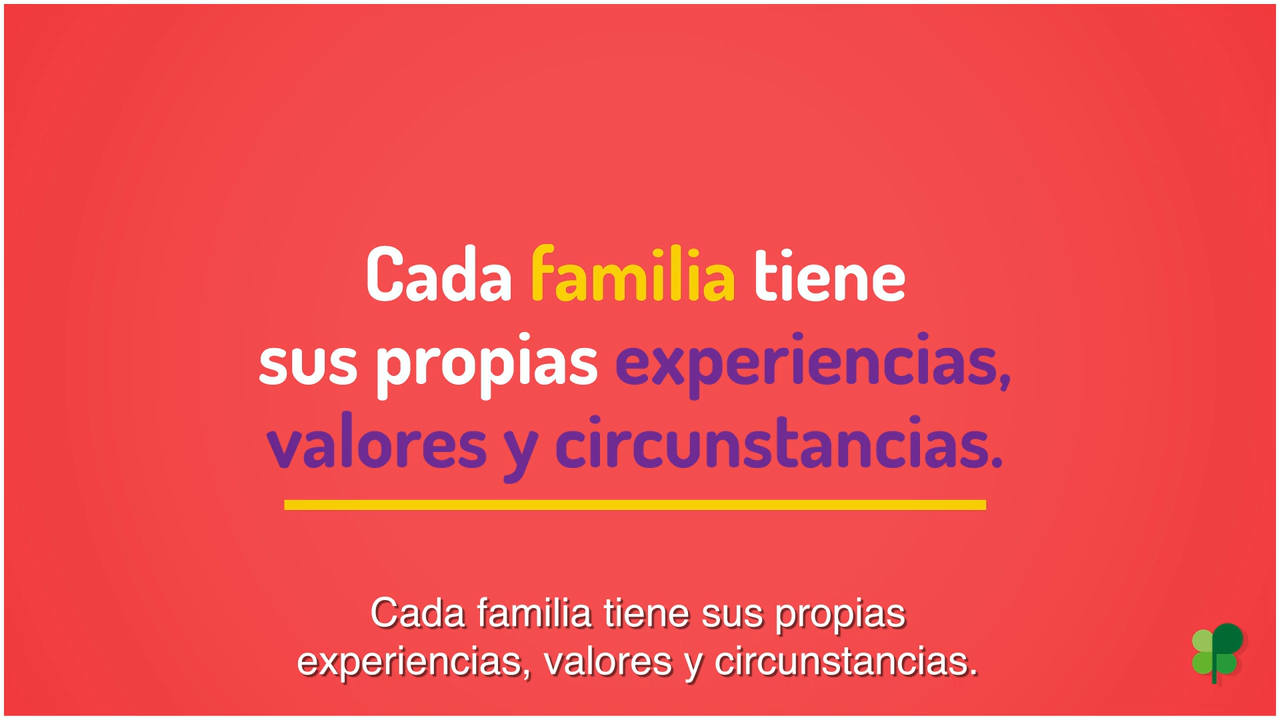 Cada familia tiene
sus propias experiencias,
valores y circunstancias.
Cada familia tiene sus propias
experiencias, valores y circunstancias.